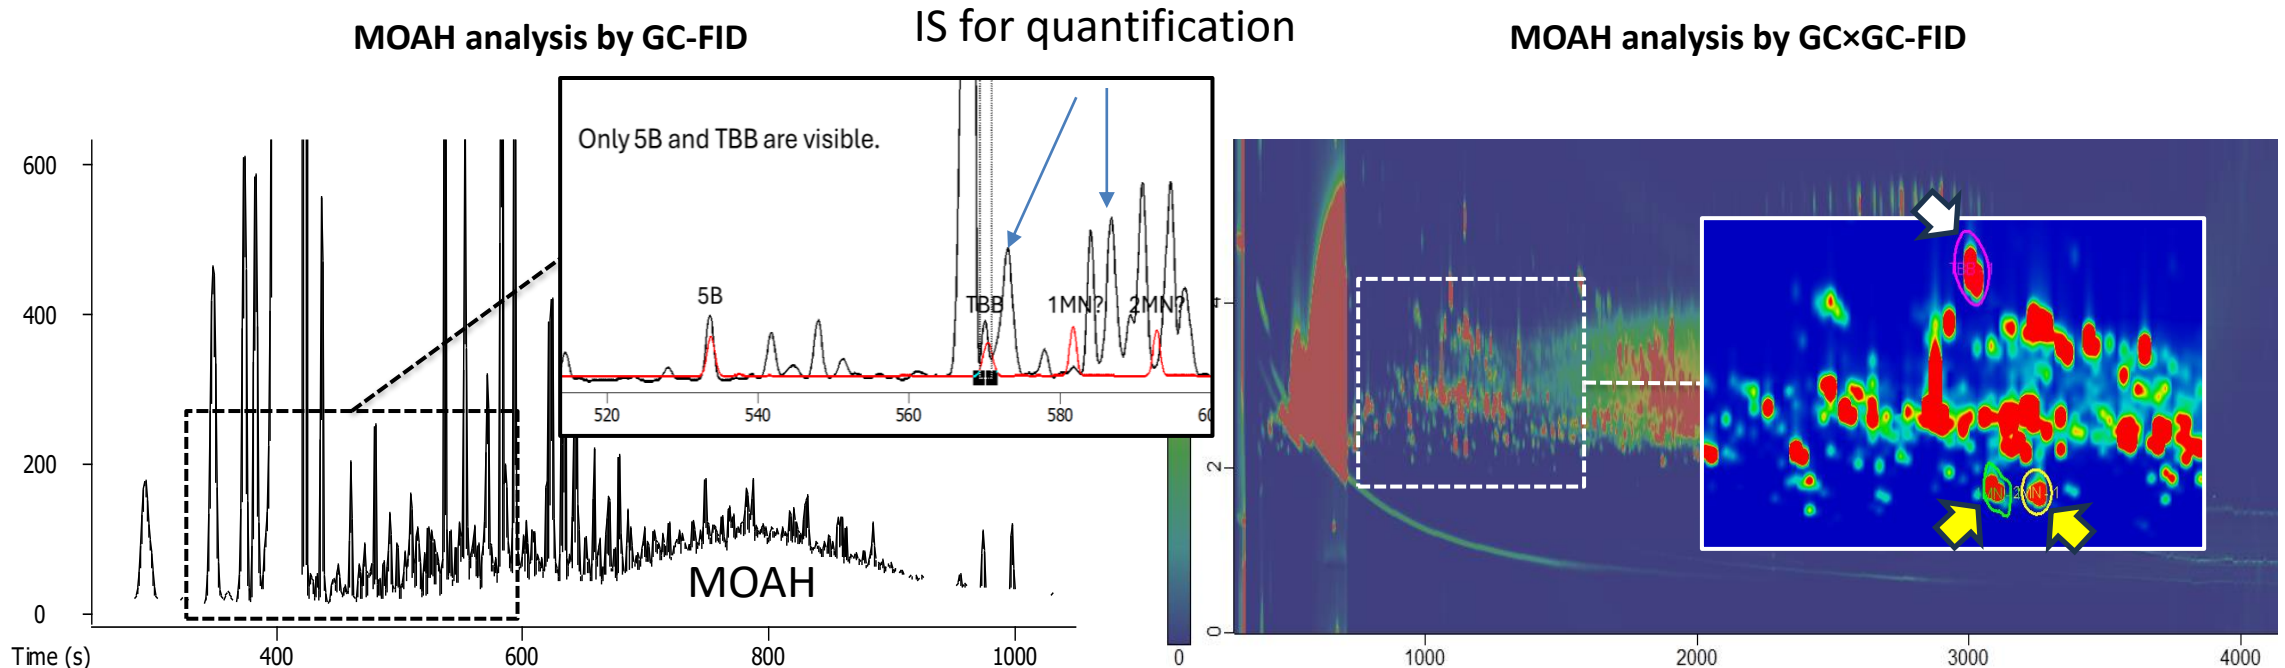 MOAH analysis by GC-FID
IS for quantification
MOAH analysis by GC×GC-FID
Only 5B and TBB are visible.
5B
TBB
1MN?
2MN?
520
540
560
580
600
400
200
0
MOAH
Time (s)
400
600
800
1000
0
4
2
0
1000
2000
3000
4000